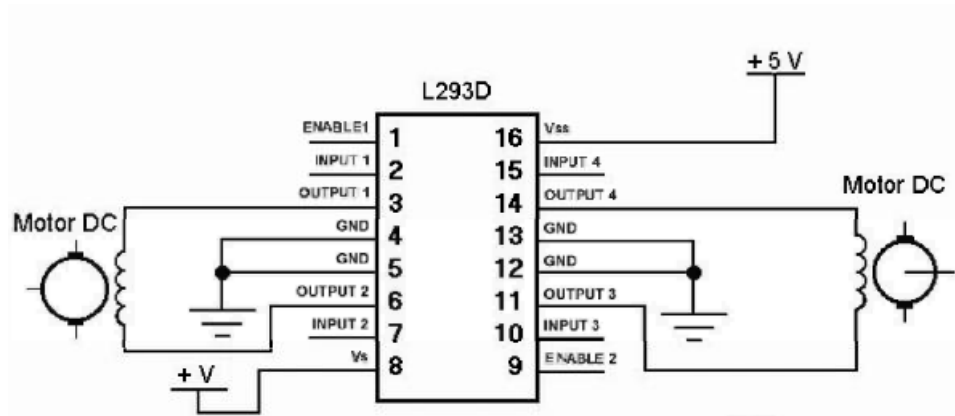 + 5 V
L293D
ENABLE1 1 16 Vss
INPUT 1 2 15 INPUT 4
OUTPUT 1 3 14 OUTPUT 4
Motor DC
Motor DC
GND 4 13 GND
GND 5 12 GND
OUTPUT 2 6 11 OUTPUT 3
INPUT 2 7 10 INPUT 3
Vs 8 9 ENABLE 2
+ V